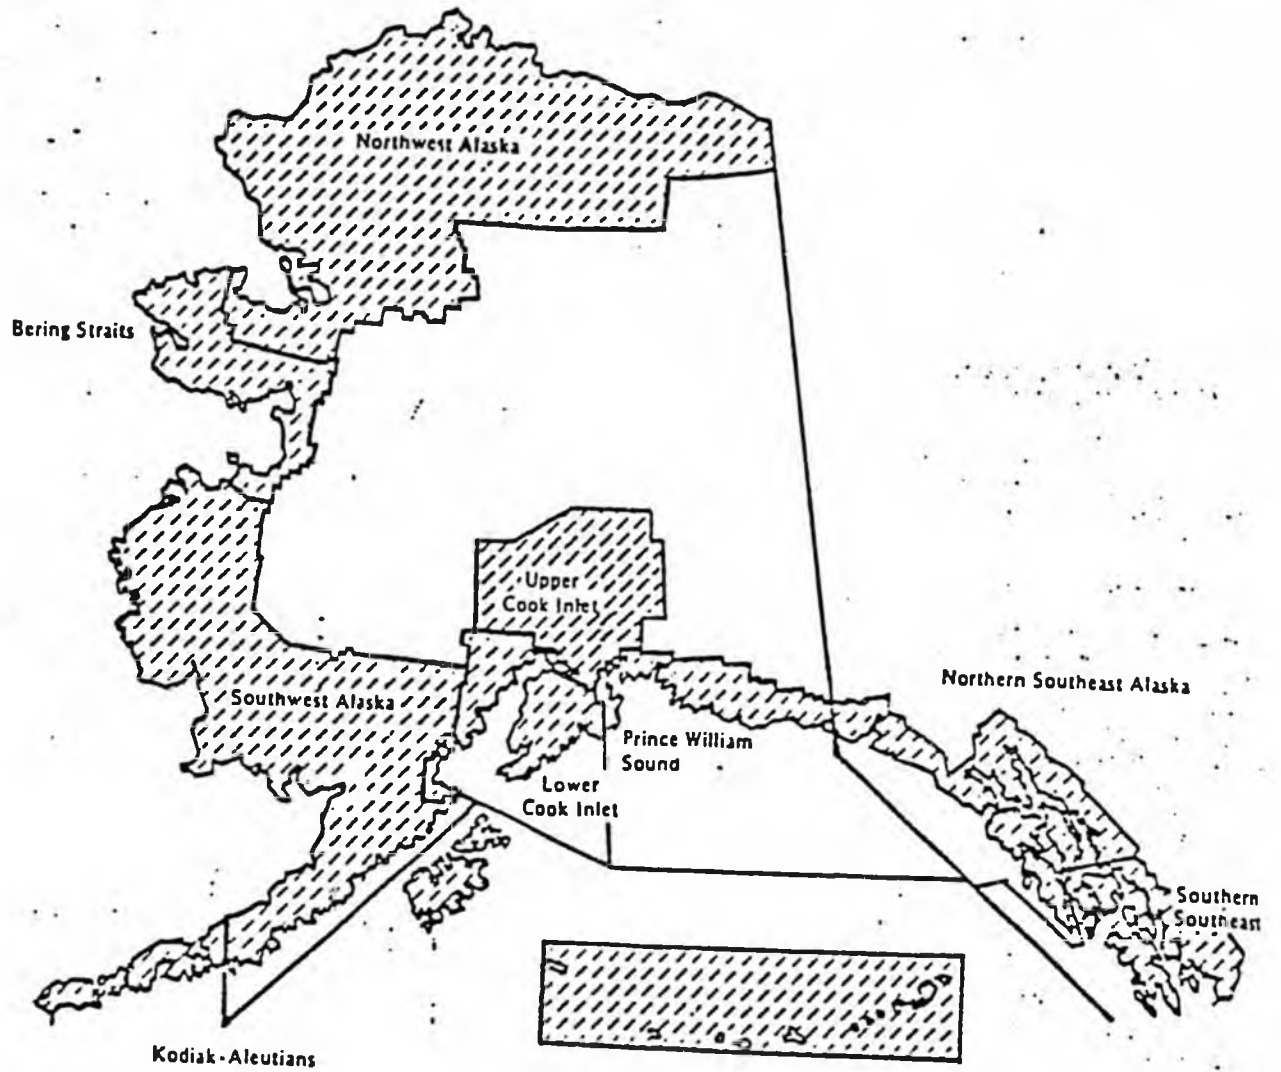 Northwest Alaska
Bering Straits
Upper
Cook Inlet
Northern Southeast Alaska
Southwest Alaska
Prince William
Sound
Lower
Cook Inlet
Southern
Southeast
Kodiak-Aleutians